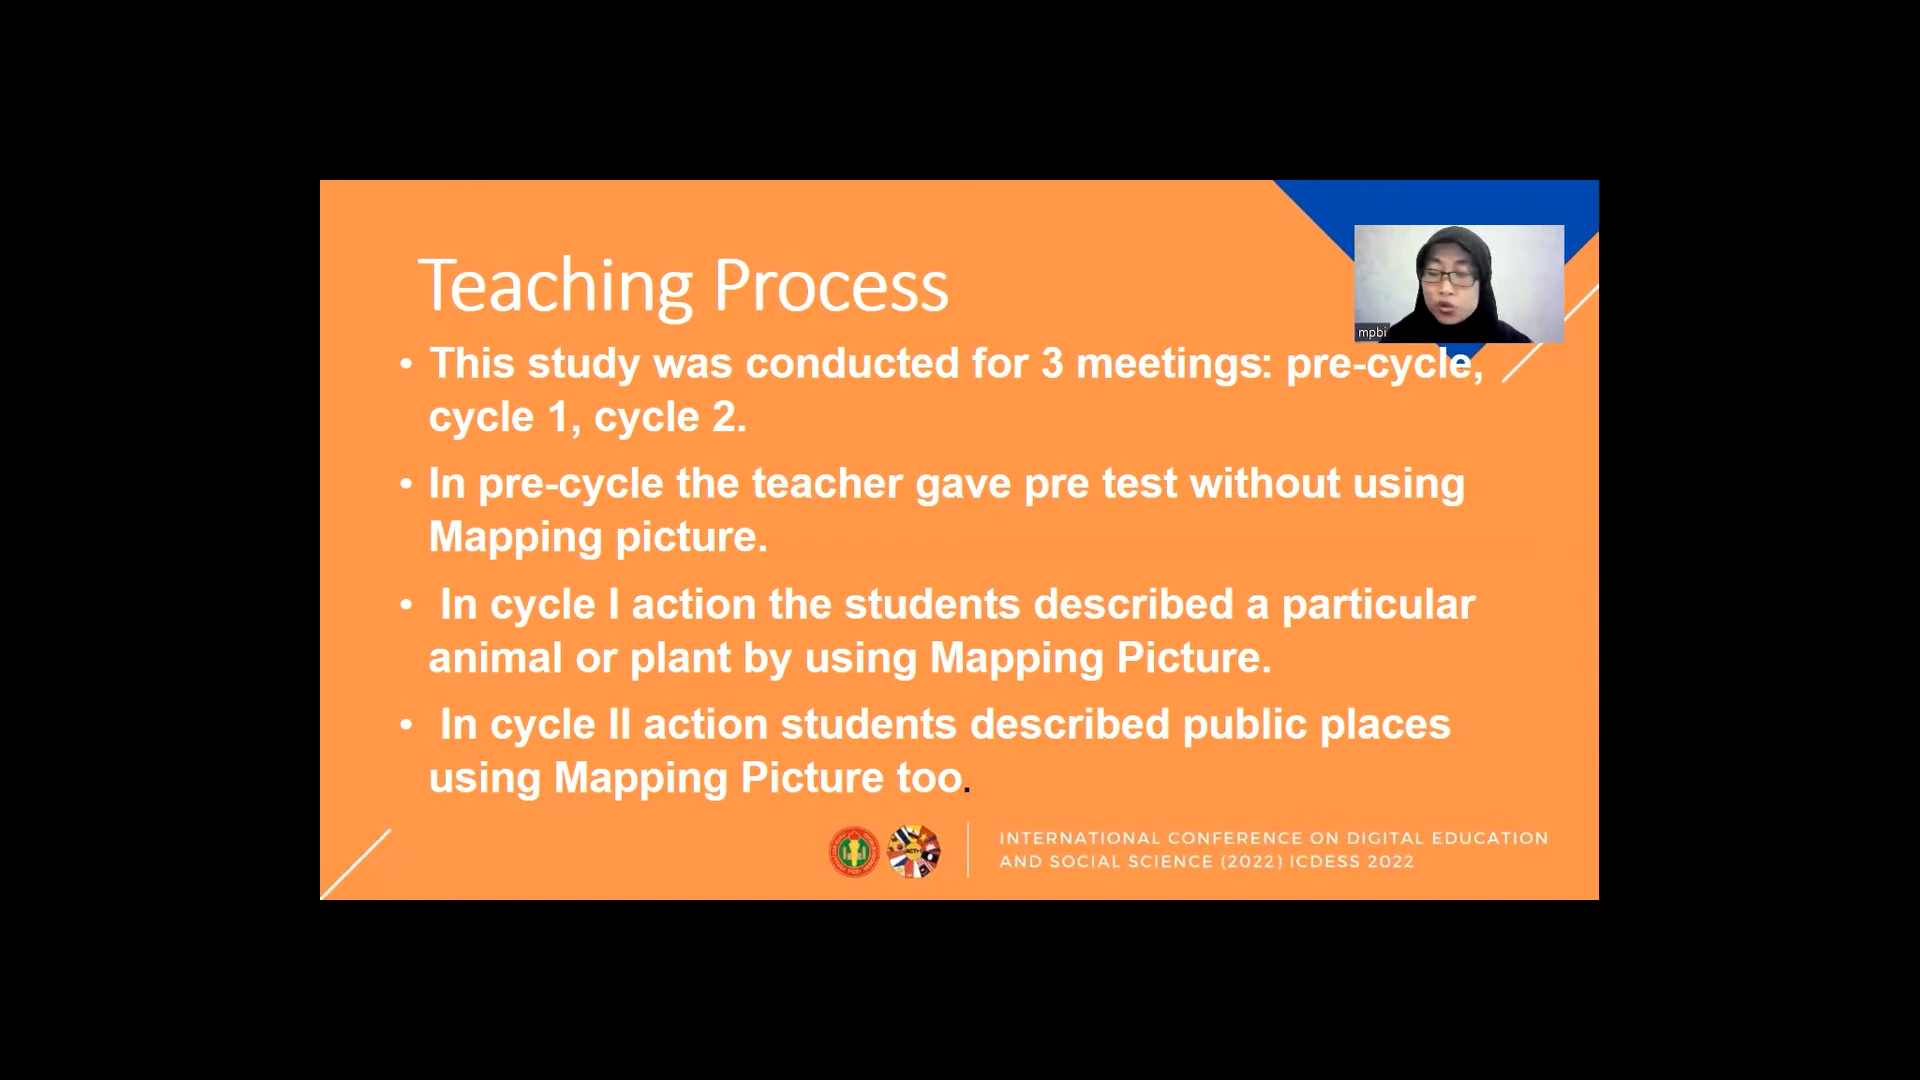 Teaching Process
mpbi
• This study was conducted for 3 meetings: pre-cycle,
cycle 1, cycle 2.
• In pre-cycle the teacher gave pre test without using
Mapping picture.
• In cycle I action the students described a particular
animal or plant by using Mapping Picture.
• In cycle II action students described public places
using Mapping Picture too.
INTERNATIONAL CONFERENCE ON DIGITAL EDUCATION
AND SOCIAL SCIENCE (2022) ICDESS 2022